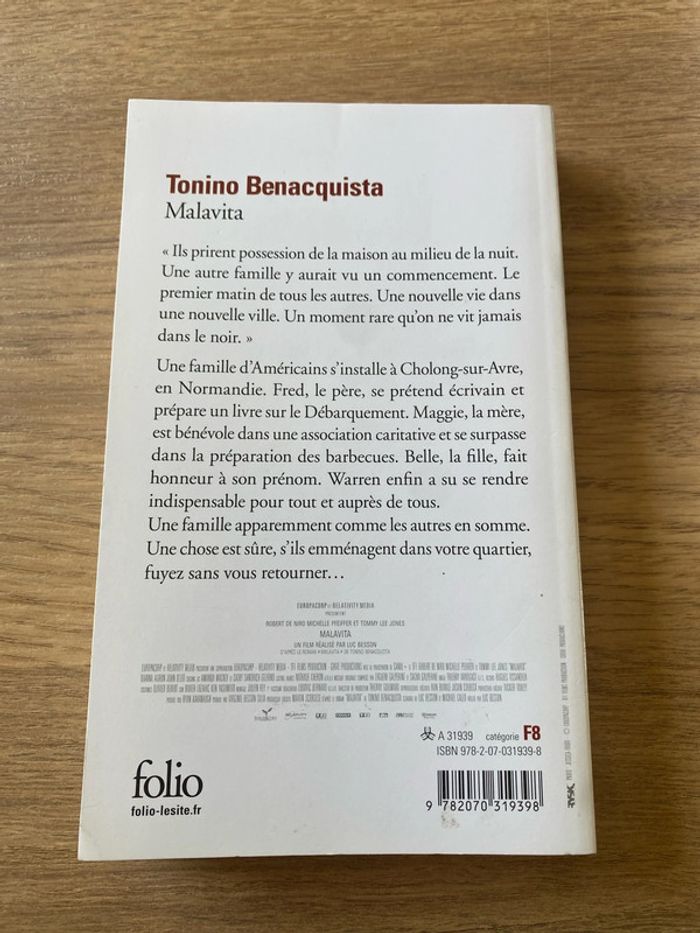 Tonino Benacquista
Malavita
« Ils prirent possession de la maison au milieu de la nuit.
Une autre famille y aurait vu un commencement. Le
premier matin de tous les autres. Une nouvelle vie dans
une nouvelle ville. Un moment rare qu'on ne vit jamais
dans le noir. »
Une famille d'Américains s'installe à Cholong-sur-Avre,
en Normandie. Fred, le père, se prétend écrivain et
prépare un livre sur le Débarquement. Maggie, la mère,
est bénévole dans une association caritative et se surpasse
dans la préparation des barbecues. Belle, la fille, fait
honneur à son prénom. Warren enfin a su se rendre
indispensable pour tout et auprès de tous.
Une famille apparemment comme les autres en somme.
Une chose est sûre, s'ils emménagent dans votre quartier,
fuyez sans vous retourner…
EUROPACORP et RELATIVITY MEDIA
PRÉSENTENT
ROBERT DE NIRO MICHELLE PFEIFFER ET TOMMY LEE JONES
MALAVITA
UN FILM RÉALISÉ PAR LUC BESSON
D'APRÈS LE ROMAN « MALAVITA » DE TONINO BENACQUISTA
A 31939 catégorie F8
ISBN 978-2-07-031939-8
folio
folio-lesite.fr
9 782070 319398